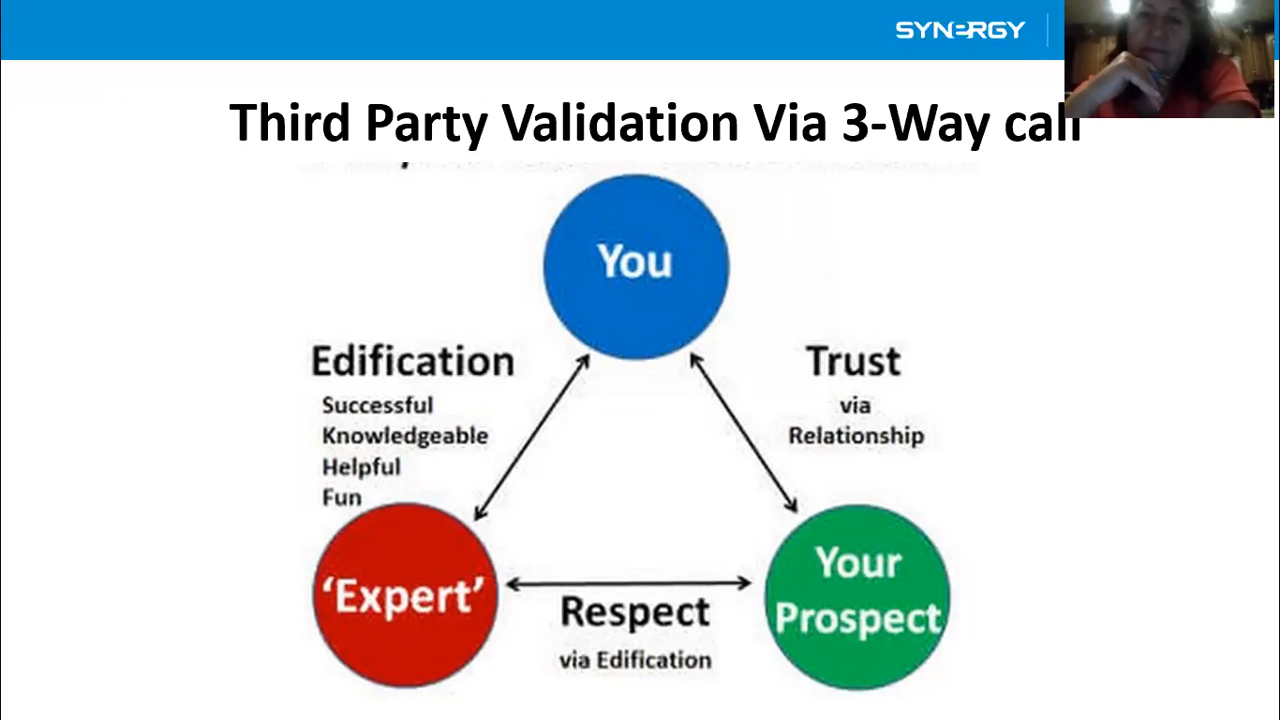 SYNERGY
Third Party Validation Via 3-Way call
You
Edification
Successful
Knowledgeable
Helpful
Fun
Trust
via
Relationship
'Expert'
Respect
via Edification
Your
Prospect